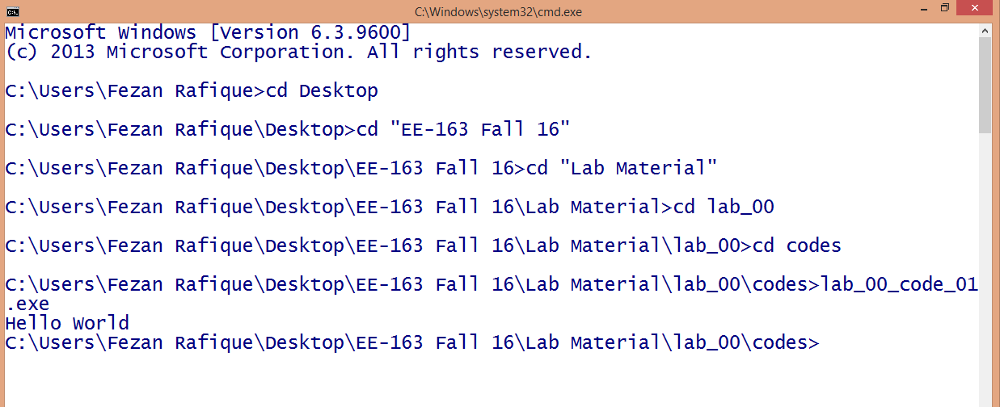 C:\Windows\system32\cmd.exe
Microsoft Windows [Version 6.3.9600]
(c) 2013 Microsoft Corporation. All rights reserved.
C:\Users\Fezan Rafique>cd Desktop
C:\Users\Fezan Rafique\Desktop>cd "EE-163 Fall 16"
C:\Users\Fezan Rafique\Desktop\EE-163 Fall 16>cd "Lab Material"
C:\Users\Fezan Rafique\Desktop\EE-163 Fall 16\Lab Material>cd lab_00
C:\Users\Fezan Rafique\Desktop\EE-163 Fall 16\Lab Material\lab_00>cd codes
C:\Users\Fezan Rafique\Desktop\EE-163 Fall 16\Lab Material\lab_00\codes>lab_00_code_01
.exe
Hello World
C:\Users\Fezan Rafique\Desktop\EE-163 Fall 16\Lab Material\lab_00\codes>